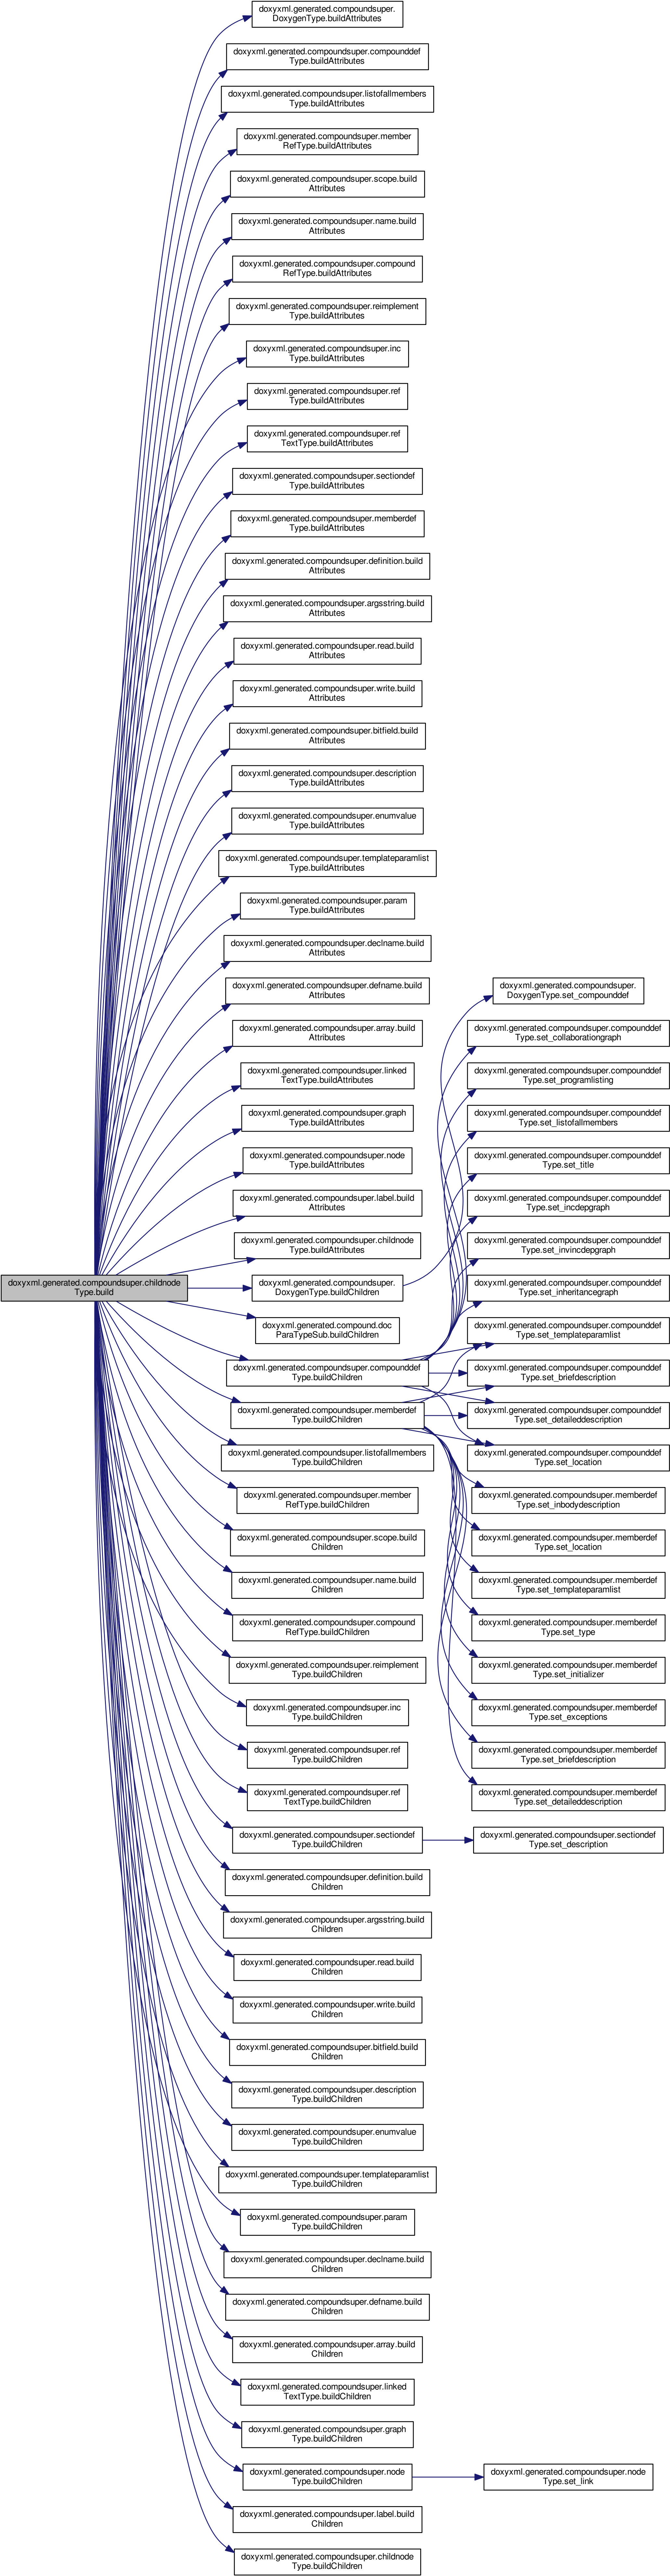 doxyxml.generated.compoundsuper.
DoxygenType.buildAttributes
doxyxml.generated.compoundsuper.compounddef
Type.buildAttributes
doxyxml.generated.compoundsuper.listofallmembers
Type.buildAttributes
doxyxml.generated.compoundsuper.member
RefType.buildAttributes
doxyxml.generated.compoundsuper.scope.build
Attributes
doxyxml.generated.compoundsuper.name.build
Attributes
doxyxml.generated.compoundsuper.compound
RefType.buildAttributes
doxyxml.generated.compoundsuper.reimplement
Type.buildAttributes
doxyxml.generated.compoundsuper.inc
Type.buildAttributes
doxyxml.generated.compoundsuper.ref
Type.buildAttributes
doxyxml.generated.compoundsuper.ref
TextType.buildAttributes
doxyxml.generated.compoundsuper.sectiondef
Type.buildAttributes
doxyxml.generated.compoundsuper.memberdef
Type.buildAttributes
doxyxml.generated.compoundsuper.definition.build
Attributes
doxyxml.generated.compoundsuper.argsstring.build
Attributes
doxyxml.generated.compoundsuper.read.build
Attributes
doxyxml.generated.compoundsuper.write.build
Attributes
doxyxml.generated.compoundsuper.bitfield.build
Attributes
doxyxml.generated.compoundsuper.description
Type.buildAttributes
doxyxml.generated.compoundsuper.enumvalue
Type.buildAttributes
doxyxml.generated.compoundsuper.templateparamlist
Type.buildAttributes
doxyxml.generated.compoundsuper.param
Type.buildAttributes
doxyxml.generated.compoundsuper.declname.build
Attributes
doxyxml.generated.compoundsuper.defname.build
Attributes
doxyxml.generated.compoundsuper.array.build
Attributes
doxyxml.generated.compoundsuper.linked
TextType.buildAttributes
doxyxml.generated.compoundsuper.graph
Type.buildAttributes
doxyxml.generated.compoundsuper.node
Type.buildAttributes
doxyxml.generated.compoundsuper.label.build
Attributes
doxyxml.generated.compoundsuper.childnode
Type.buildAttributes
doxyxml.generated.compoundsuper.childnode
Type.build
doxyxml.generated.compoundsuper.
DoxygenType.buildChildren
doxyxml.generated.compound.doc
ParaTypeSub.buildChildren
doxyxml.generated.compoundsuper.compounddef
Type.buildChildren
doxyxml.generated.compoundsuper.memberdef
Type.buildChildren
doxyxml.generated.compoundsuper.listofallmembers
Type.buildChildren
doxyxml.generated.compoundsuper.member
RefType.buildChildren
doxyxml.generated.compoundsuper.scope.build
Children
doxyxml.generated.compoundsuper.name.build
Children
doxyxml.generated.compoundsuper.compound
RefType.buildChildren
doxyxml.generated.compoundsuper.reimplement
Type.buildChildren
doxyxml.generated.compoundsuper.inc
Type.buildChildren
doxyxml.generated.compoundsuper.ref
Type.buildChildren
doxyxml.generated.compoundsuper.ref
TextType.buildChildren
doxyxml.generated.compoundsuper.sectiondef
Type.buildChildren
doxyxml.generated.compoundsuper.definition.build
Children
doxyxml.generated.compoundsuper.argsstring.build
Children
doxyxml.generated.compoundsuper.read.build
Children
doxyxml.generated.compoundsuper.write.build
Children
doxyxml.generated.compoundsuper.bitfield.build
Children
doxyxml.generated.compoundsuper.description
Type.buildChildren
doxyxml.generated.compoundsuper.enumvalue
Type.buildChildren
doxyxml.generated.compoundsuper.templateparamlist
Type.buildChildren
doxyxml.generated.compoundsuper.param
Type.buildChildren
doxyxml.generated.compoundsuper.declname.build
Children
doxyxml.generated.compoundsuper.defname.build
Children
doxyxml.generated.compoundsuper.array.build
Children
doxyxml.generated.compoundsuper.linked
TextType.buildChildren
doxyxml.generated.compoundsuper.graph
Type.buildChildren
doxyxml.generated.compoundsuper.node
Type.buildChildren
doxyxml.generated.compoundsuper.label.build
Children
doxyxml.generated.compoundsuper.childnode
Type.buildChildren
doxyxml.generated.compoundsuper.
DoxygenType.set_compounddef
doxyxml.generated.compoundsuper.compounddef
Type.set_collaborationgraph
doxyxml.generated.compoundsuper.compounddef
Type.set_programlisting
doxyxml.generated.compoundsuper.compounddef
Type.set_listofallmembers
doxyxml.generated.compoundsuper.compounddef
Type.set_title
doxyxml.generated.compoundsuper.compounddef
Type.set_incdepgraph
doxyxml.generated.compoundsuper.compounddef
Type.set_invincdepgraph
doxyxml.generated.compoundsuper.compounddef
Type.set_inheritancegraph
doxyxml.generated.compoundsuper.compounddef
Type.set_templateparamlist
doxyxml.generated.compoundsuper.compounddef
Type.set_briefdescription
doxyxml.generated.compoundsuper.compounddef
Type.set_detaileddescription
doxyxml.generated.compoundsuper.compounddef
Type.set_location
doxyxml.generated.compoundsuper.memberdef
Type.set_inbodydescription
doxyxml.generated.compoundsuper.memberdef
Type.set_location
doxyxml.generated.compoundsuper.memberdef
Type.set_templateparamlist
doxyxml.generated.compoundsuper.memberdef
Type.set_type
doxyxml.generated.compoundsuper.memberdef
Type.set_initializer
doxyxml.generated.compoundsuper.memberdef
Type.set_exceptions
doxyxml.generated.compoundsuper.memberdef
Type.set_briefdescription
doxyxml.generated.compoundsuper.memberdef
Type.set_detaileddescription
doxyxml.generated.compoundsuper.sectiondef
Type.set_description
doxyxml.generated.compoundsuper.node
Type.set_link